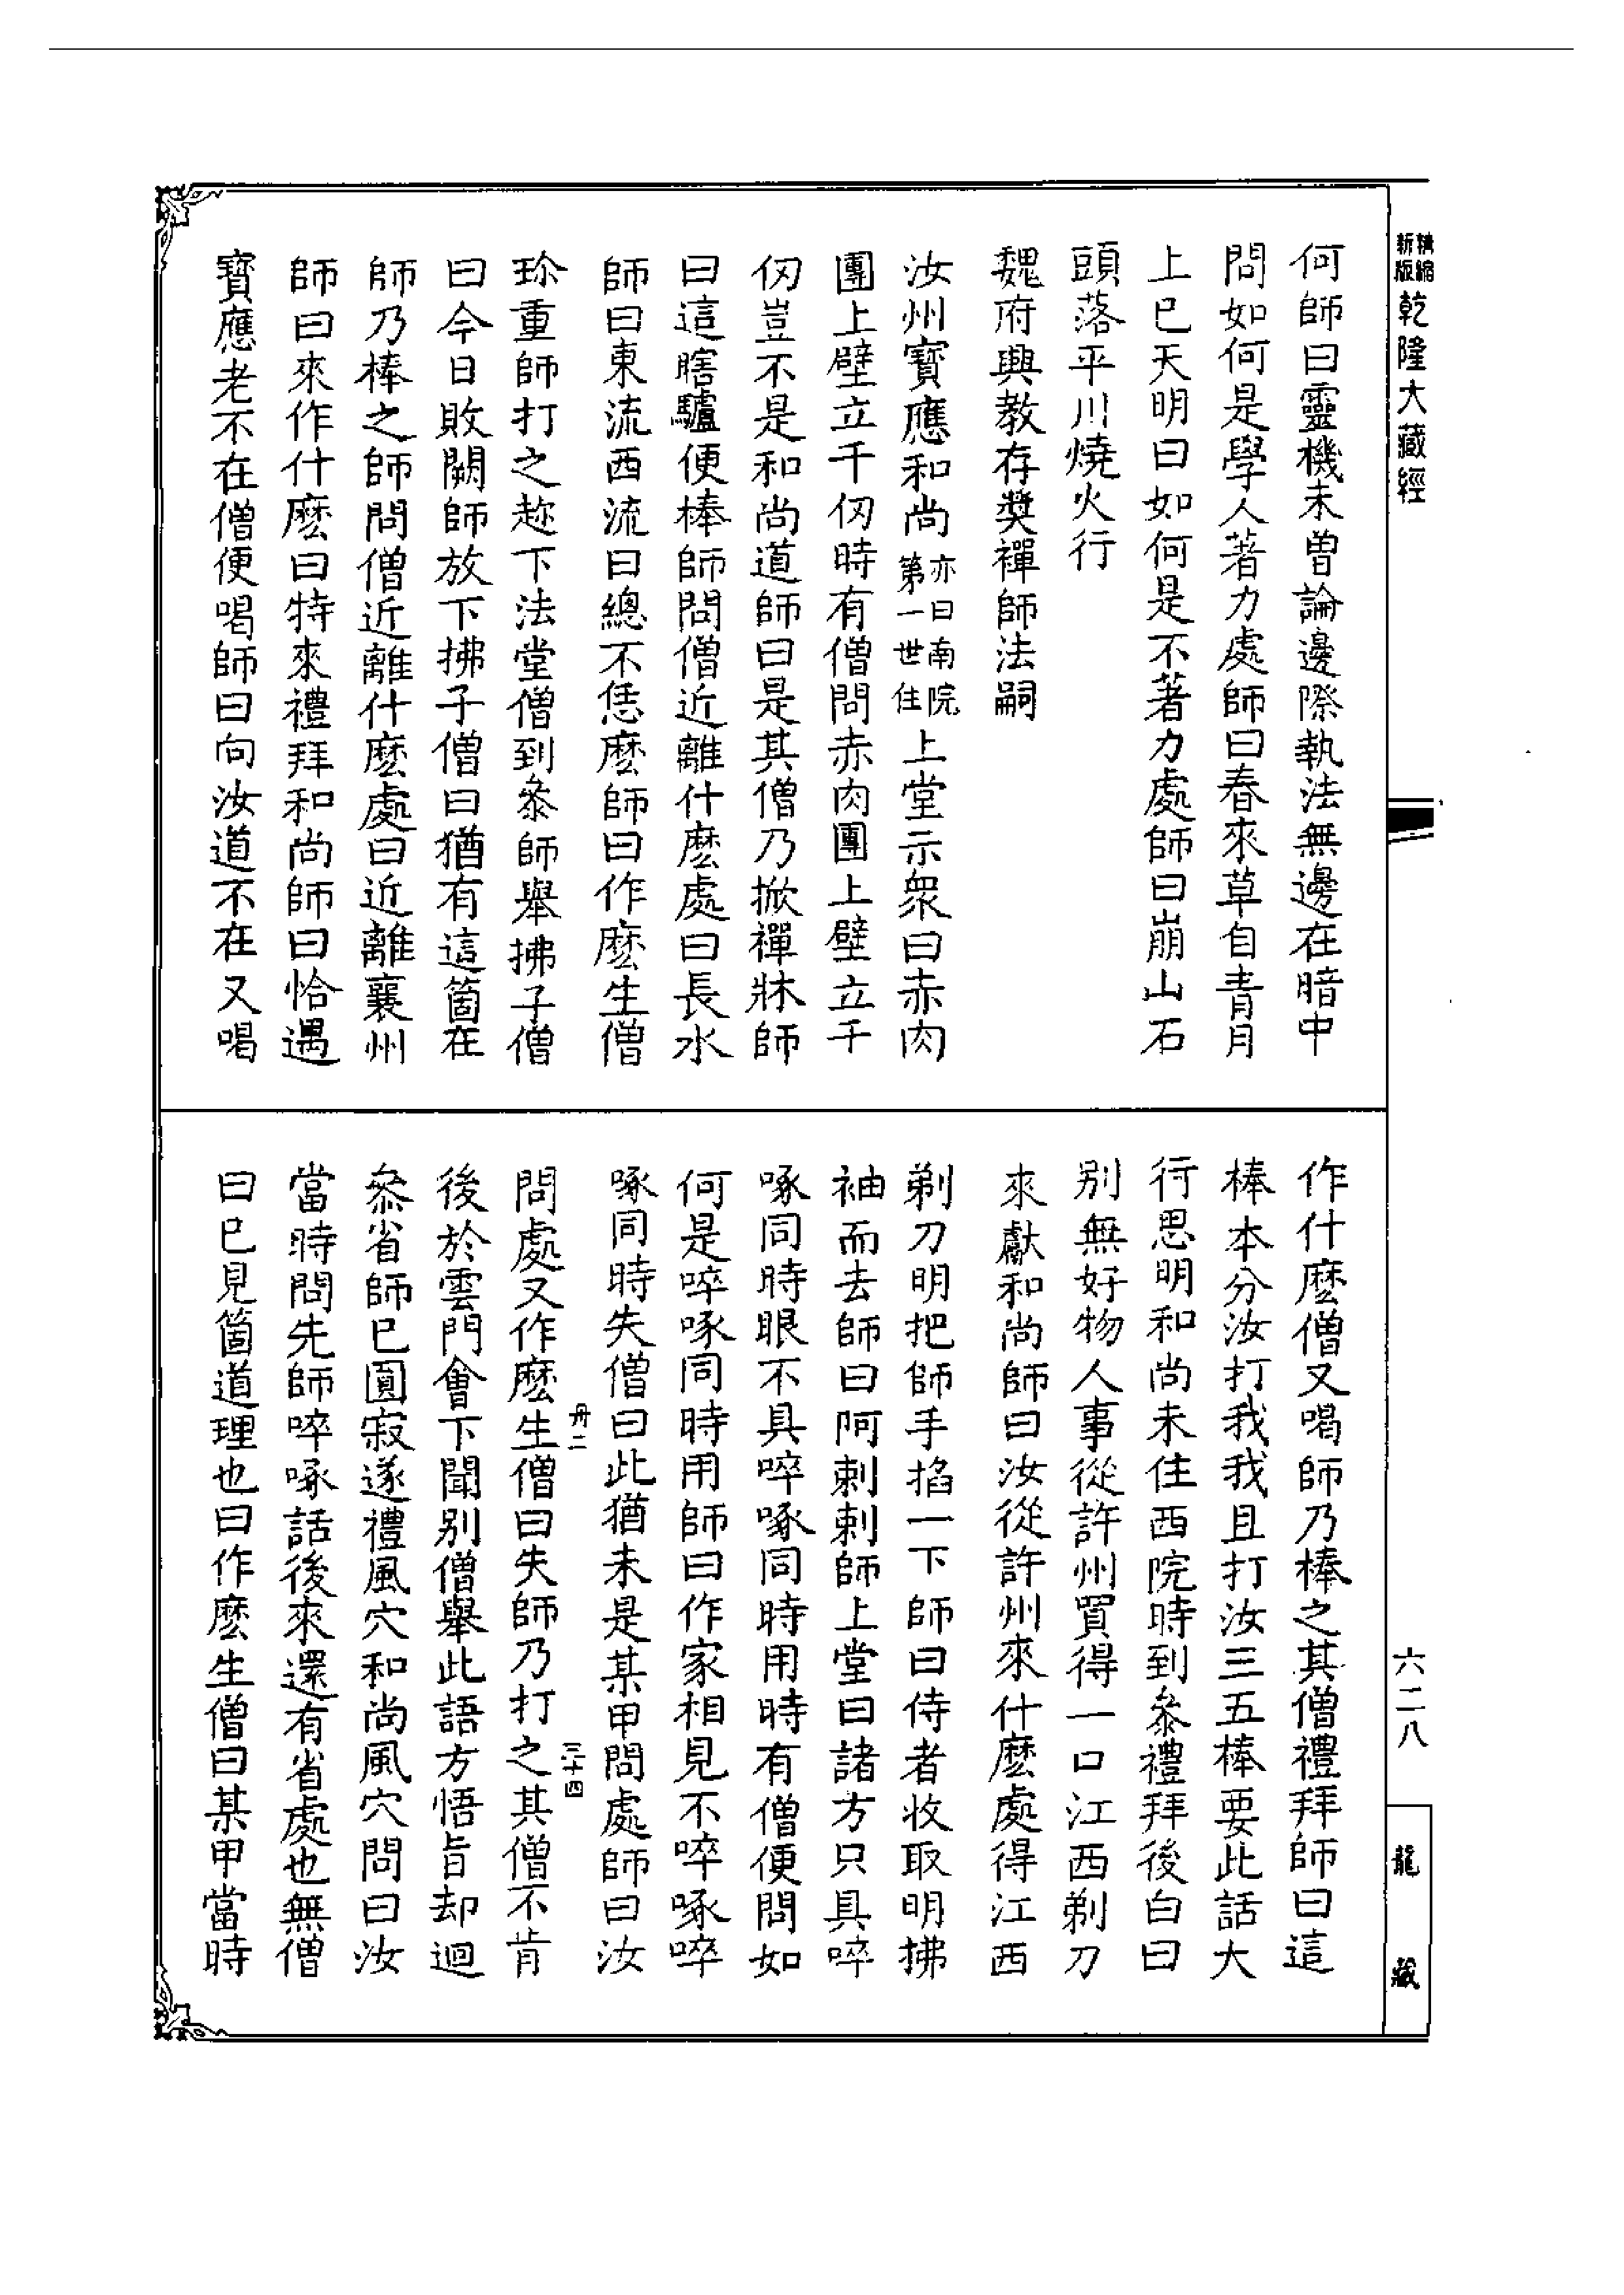 精縮新版乾隆大藏經
何師曰靈機未曾論邊際執法無邊在暗中
問如何是學人著力處師曰春來草自青月
上已天明曰如何是不著力處師曰崩山石
頭落平川燒火行
魏府興教存獎禪師法嗣
汝州寶應和尚亦曰南院第一世住上堂示衆曰赤肉
團上壁立千仞時有僧問赤肉團上壁立千
仞豈不是和尚道師曰是其僧乃掀禪牀師
曰這瞎驢便棒師問僧近離什麽處曰長水
師曰東流西流曰總不恁麽師曰作麽生僧
珍重師打之趂下法堂僧到叅師舉拂子僧
曰今日敗闕師放下拂子僧曰猶有這箇在
師乃棒之師問僧近離什麽處曰近離襄州
師曰來作什麽曰特來禮拜和尚師曰恰遇
寶應老不在僧便喝師曰向汝道不在又喝
作什麽僧又喝師乃棒之其僧禮拜師曰這
棒本分汝打我我且打汝三五棒要此話大
行思明和尚未住西院時到叅禮拜後白曰
别無好物人事從許州買得一口江西剃刀
來獻和尚師曰汝從許州來什麽處得江西
剃刀明把師手掐一下師曰侍者收取明拂
袖而去師曰阿剌剌師上堂曰諸方只具啐
啄同時眼不具啐啄同時用時有僧便問如
何是啐啄同時用師曰作家相見不啐啄啐
啄同時失僧曰此猶未是某甲問處師曰汝
問處又作麽生僧曰失師乃打之其僧不肯
後於雲門會下聞別僧舉此語方悟旨却迴
叅省師已圓寂遂禮風穴和尚風穴問曰汝
當時問先師啐啄話後來還有省處也無僧
曰已見箇道理也曰作麽生僧曰某甲當時
丹二
三十四
六二八
龍藏